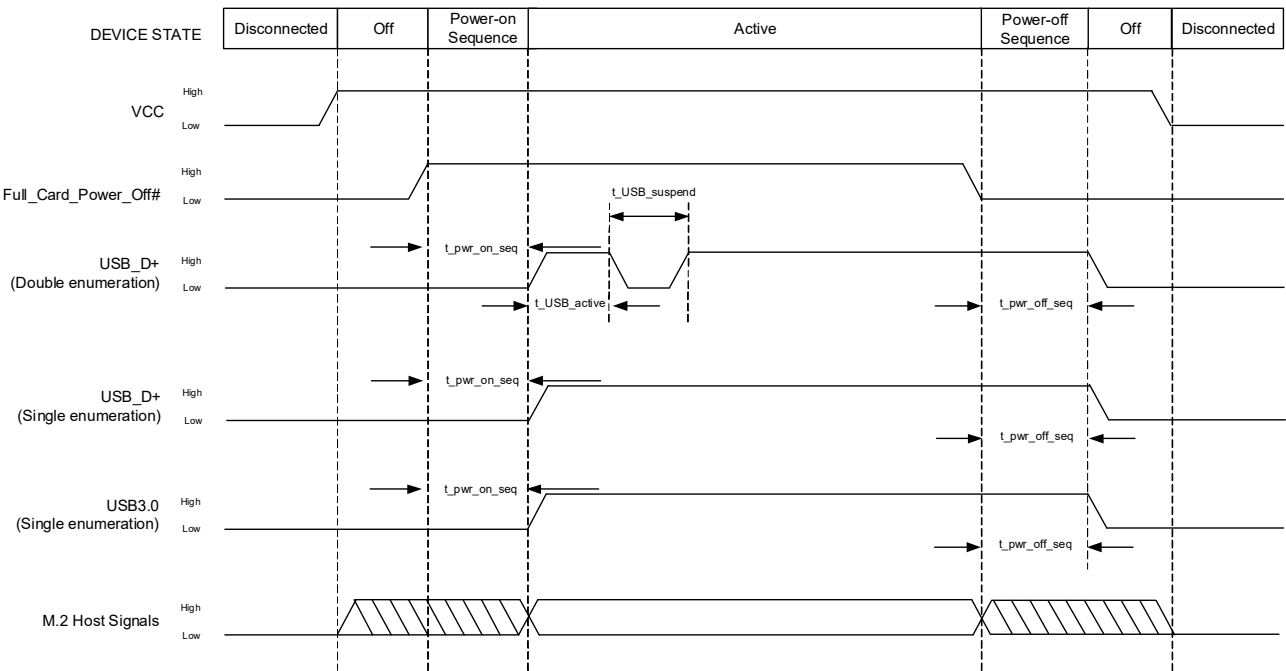 DEVICE STATE
Disconnected
Off
Power-on
Sequence
Active
Power-off
Sequence
Off
Disconnected
VCC
High
Low
Full_Card_Power_Off#
High
Low
t_USB_suspend
USB_D+
(Double enumeration)
High
Low
t_pwr_on_seq
t_USB_active
t_pwr_off_seq
USB_D+
(Single enumeration)
High
Low
t_pwr_on_seq
t_pwr_off_seq
USB3.0
(Single enumeration)
High
Low
t_pwr_on_seq
t_pwr_off_seq
M.2 Host Signals
High
Low